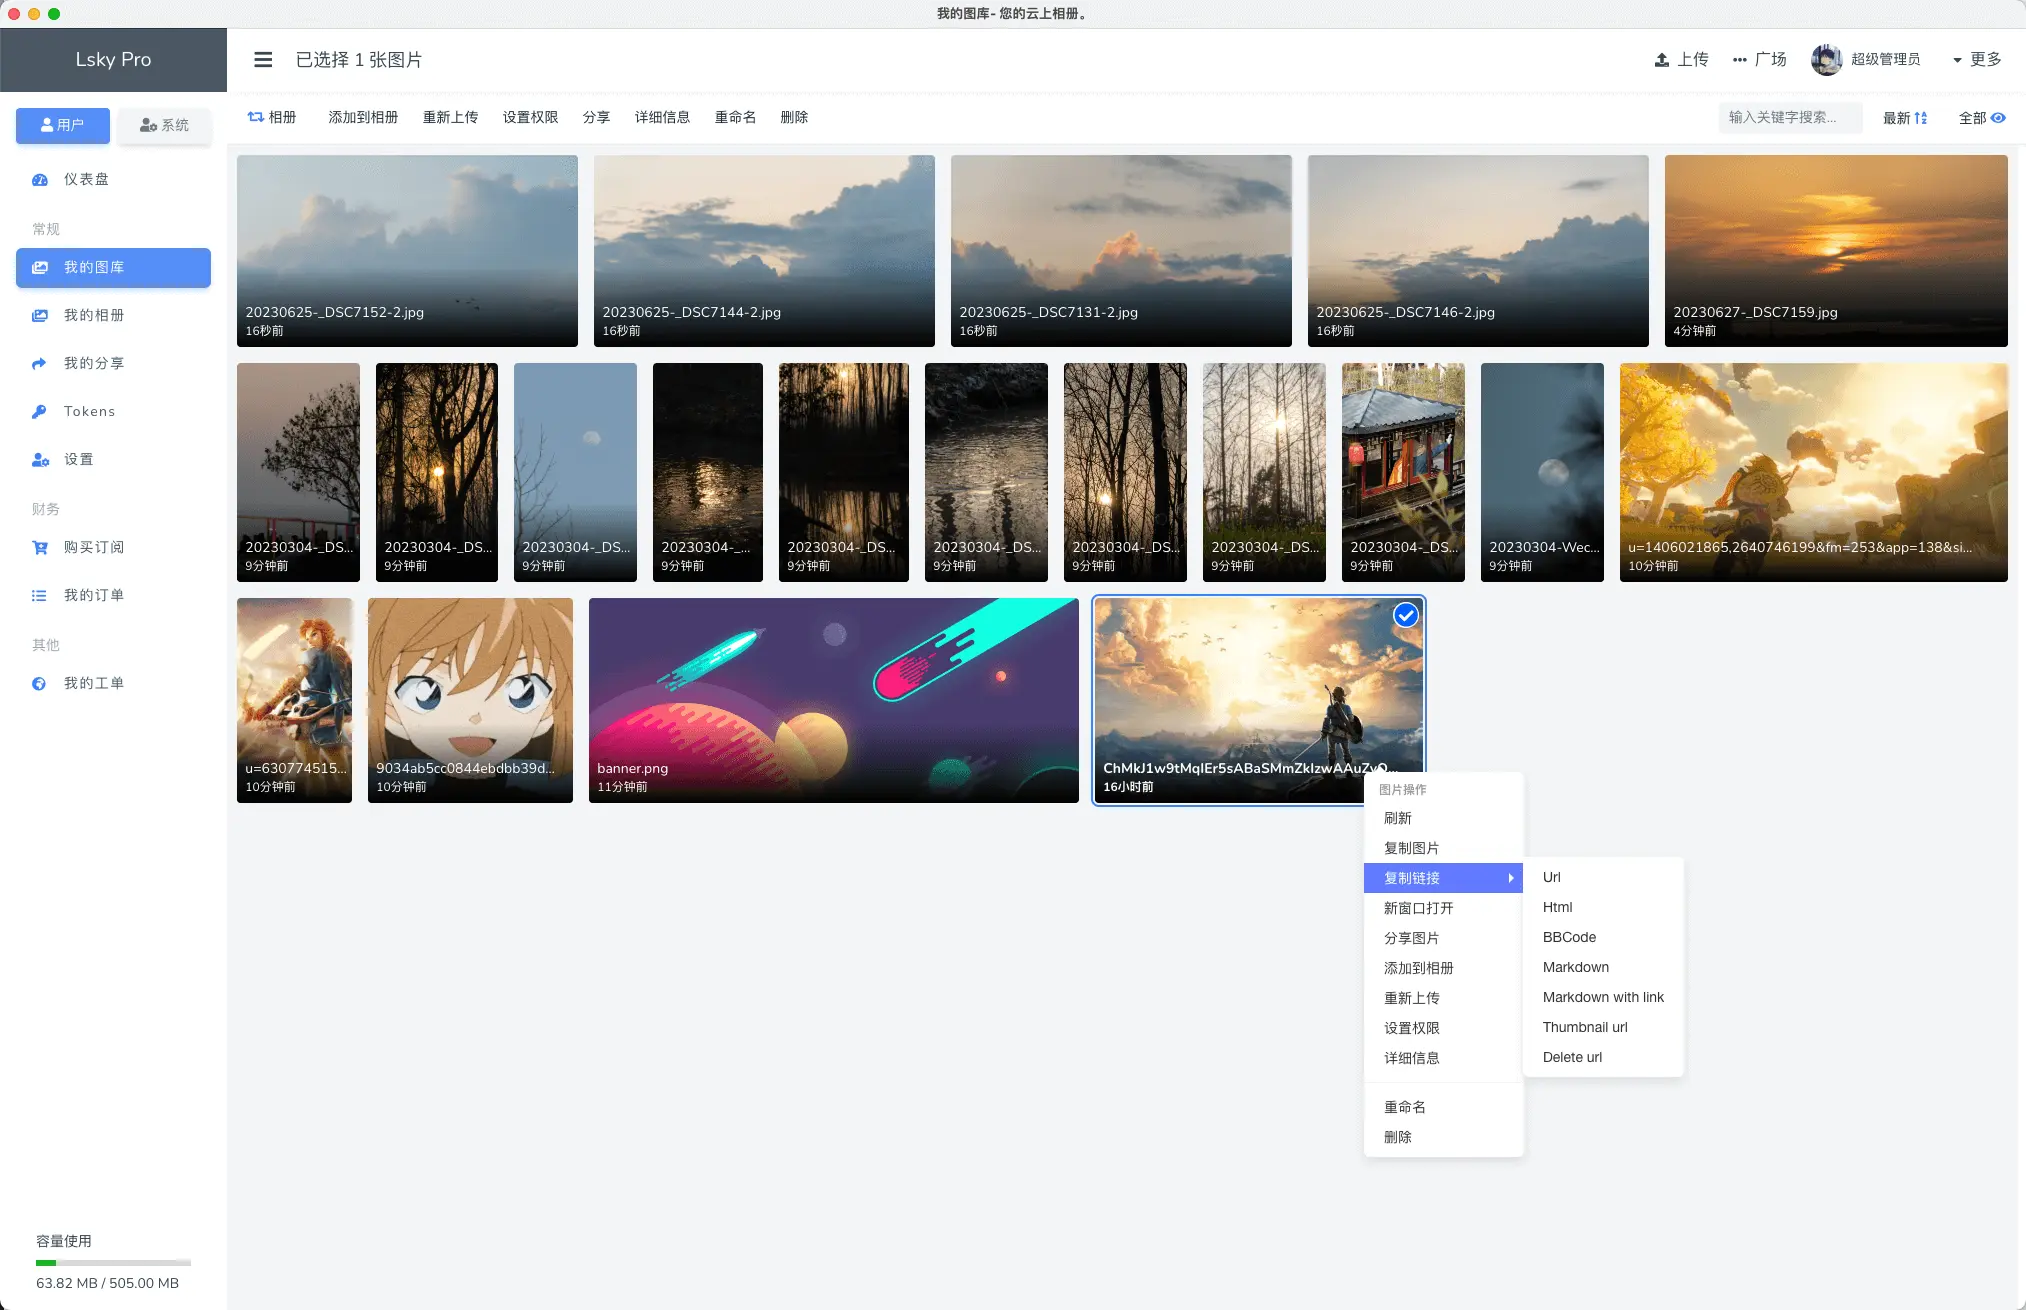 我的图库- 您的云上相册。
Lsky Pro
已选择 1 张图片
上传
广场
超级管理员
更多
用户
系统
相册
添加到相册
重新上传
设置权限
分享
详细信息
重命名
删除
输入关键字搜索...
最新
全部
仪表盘
常规
我的图库
我的相册
我的分享
Tokens
设置
财务
购买订阅
我的订单
其他
我的工单
容量使用
63.82 MB / 505.00 MB
20230625-_DSC7152-2.jpg
16秒前
20230625-_DSC7144-2.jpg
16秒前
20230625-_DSC7131-2.jpg
16秒前
20230625-_DSC7146-2.jpg
16秒前
20230627-_DSC7159.jpg
4分钟前
20230304-_DS...
9分钟前
20230304-_DS...
9分钟前
20230304-_DS...
9分钟前
20230304-_...
9分钟前
20230304-_DS...
9分钟前
20230304-_DS...
9分钟前
20230304-_DS...
9分钟前
20230304-_DS...
9分钟前
20230304-_DS...
9分钟前
20230304-Wec...
9分钟前
u=1406021865,2640746199&fm=253&app=138&si...
10分钟前
u=630774515...
10分钟前
9034ab5cc0844ebdbb39d...
10分钟前
banner.png
11分钟前
16小时前
图片操作
刷新
复制图片
复制链接
新窗口打开
分享图片
添加到相册
重新上传
设置权限
详细信息
重命名
删除
Url
Html
BBCode
Markdown
Markdown with link
Thumbnail url
Delete url